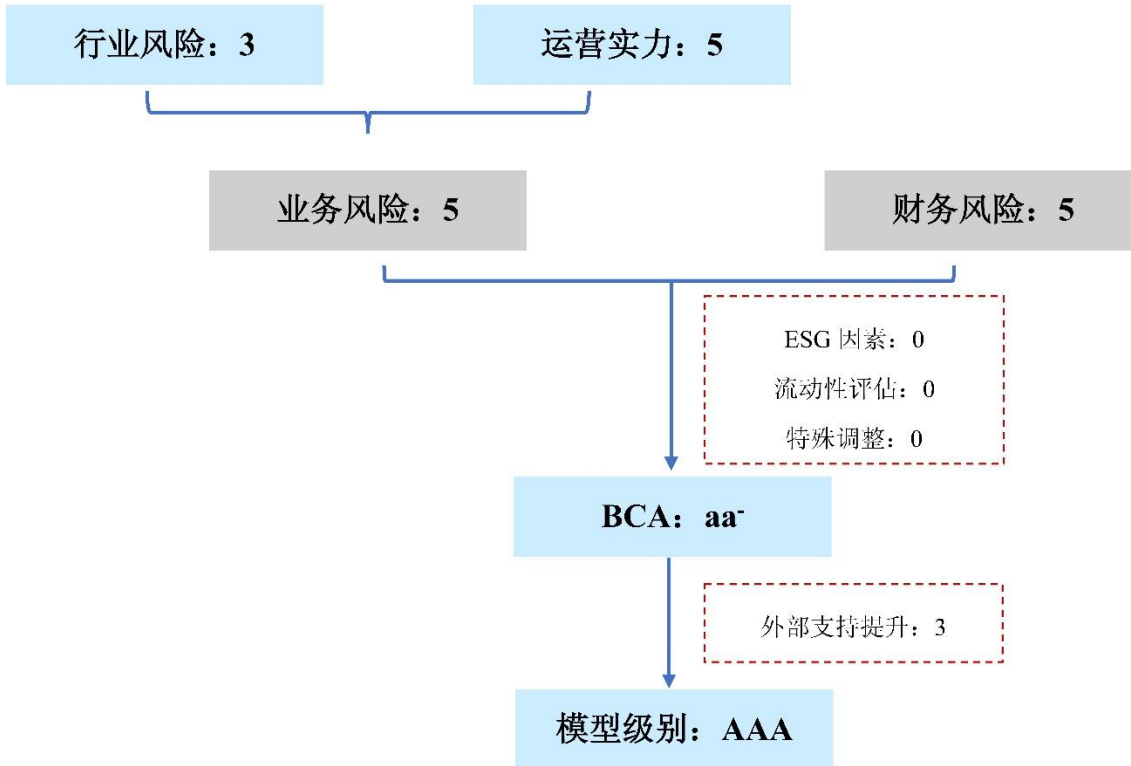 行业风险：3
运营实力：5
业务风险：5
财务风险：5
ESG 因素：0
流动性评估：0
特殊调整：0
BCA：aa-
外部支持提升：3
模型级别：AAA